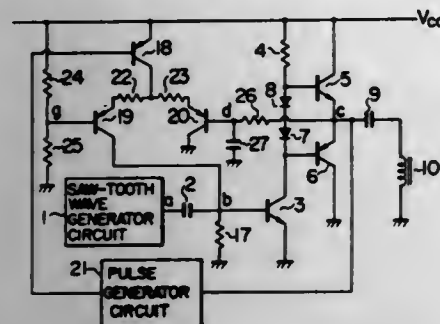 Vcc
18
4
5
24
22
23
8
9
g
19
20
d
26
c
27
7
10
25
6
SAW-TOOTH
WAVE
GENERATOR
CIRCUIT
1
a
2
b
3
17
21
PULSE
GENERATOR
CIRCUIT